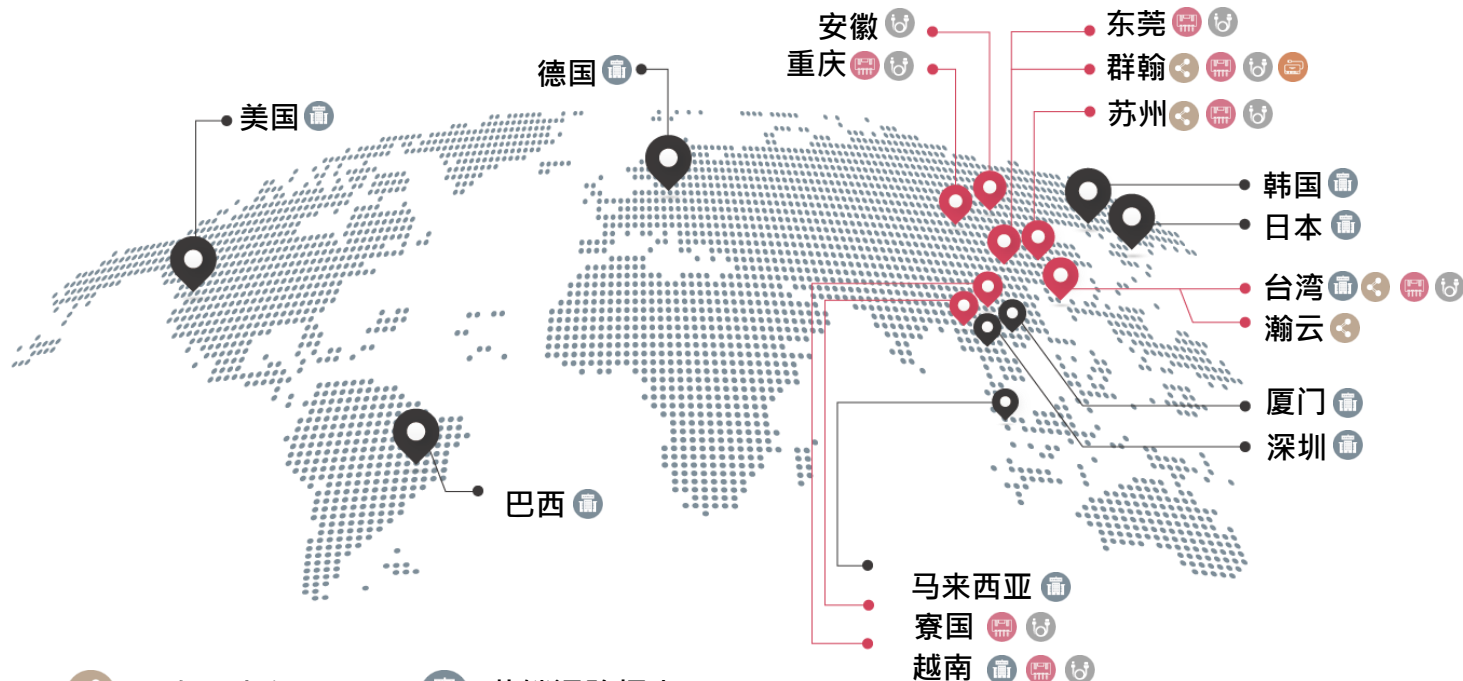 安徽
东莞
重庆
群翰
德国
美国
苏州
韩国
日本
台湾
瀚云
厦门
深圳
巴西
马来西亚
寮国
越南